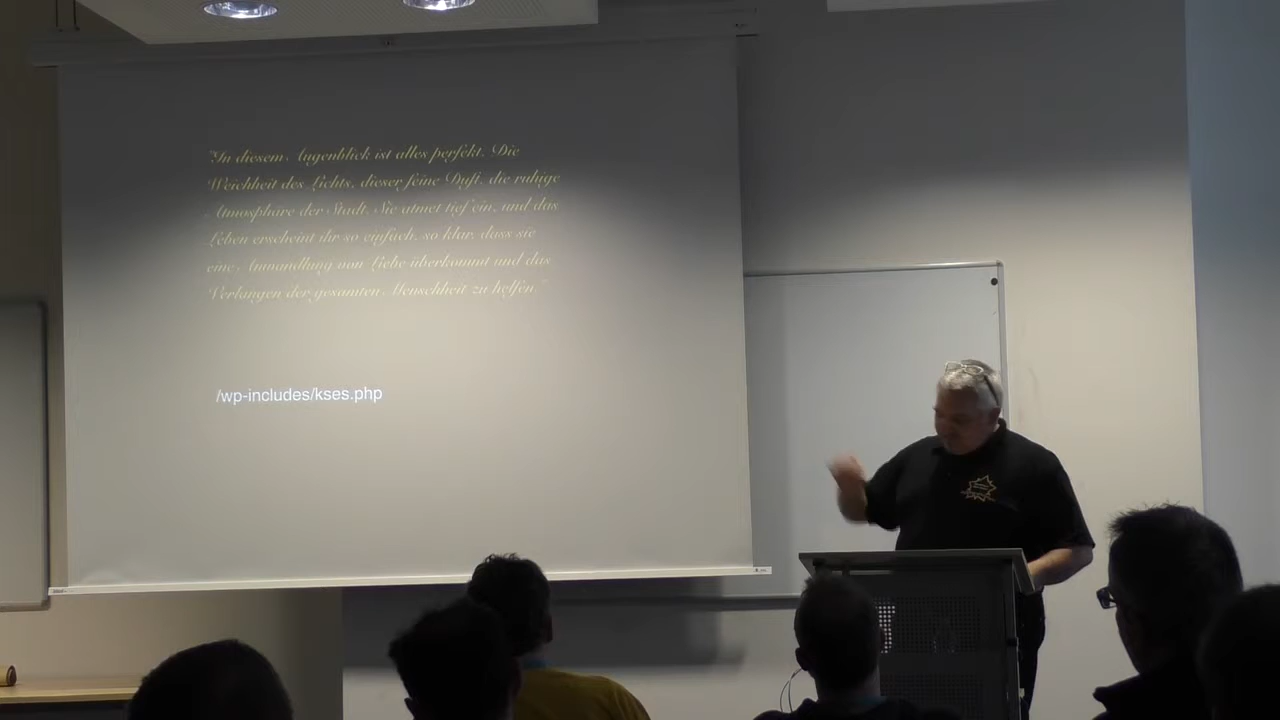 "In diesem Augenblick ist alles perfekt. Die
Weichheit des Lichts, dieser feine Duft, die ruhige
Atmosphäre der Stadt. Sie atmet tief ein, und das
Leben erscheint ihr so einfach, so klar, dass sie
eine Anwandlung von Liebe überkommt und das
Verlangen der gesamten Menschheit zu helfen."
/wp-includes/kses.php